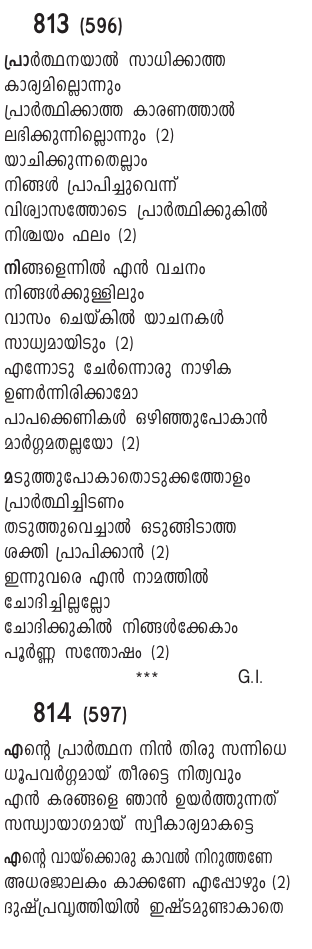 813 (596)
പ്രാർത്ഥനയാൽ സാധിക്കാത്ത
കാര്യമില്ലൊന്നും
പ്രാർത്ഥിക്കാത്ത കാരണത്താൽ
ലഭിക്കുന്നില്ലൊന്നും (2)
യാചിക്കുന്നതെല്ലാം
നിങ്ങൾ പ്രാപിച്ചുവെന്ന്
വിശ്വാസത്തോടെ പ്രാർത്ഥിക്കുകിൽ
നിശ്ചയം ഫലം (2)
നിങ്ങളെന്നിൽ എൻ വചനം
നിങ്ങൾക്കുള്ളിലും
വാസം ചെയ്കിൽ യാചനകൾ
സാധ്യമായിടും (2)
എന്നോടു ചേർന്നൊരു നാഴിക
ഉണർന്നിരിക്കാമോ
പാപക്കെണികൾ ഒഴിഞ്ഞുപോകാൻ
മാർഗ്ഗമതല്ലയോ (2)
മടുത്തുപോകാതൊടുക്കത്തോളം
പ്രാർത്ഥിച്ചിടണം
തടുത്തുവെച്ചാൽ ഒടുങ്ങിടാത്ത
ശക്തി പ്രാപിക്കാൻ (2)
ഇന്നുവരെ എൻ നാമത്തിൽ
ചോദിച്ചില്ലല്ലോ
ചോദിക്കുകിൽ നിങ്ങൾക്കേകാം
പൂർണ്ണ സന്തോഷം (2)
*** G.I.
814 (597)
എന്റെ പ്രാർത്ഥന നിൻ തിരു സന്നിധെ
ധൂപവർഗ്ഗമായ് തീരട്ടെ നിത്യവും
എൻ കരങ്ങളെ ഞാൻ ഉയർത്തുന്നത്
സന്ധ്യായാഗമായ് സ്വീകാര്യമാകട്ടെ
എന്റെ വായ്ക്കൊരു കാവൽ നിറുത്തണേ
അധരജാലകം കാക്കണേ എപ്പോഴും (2)
ദുഷ്പ്രവൃത്തിയിൽ ഇഷ്ടമുണ്ടാകാതെ